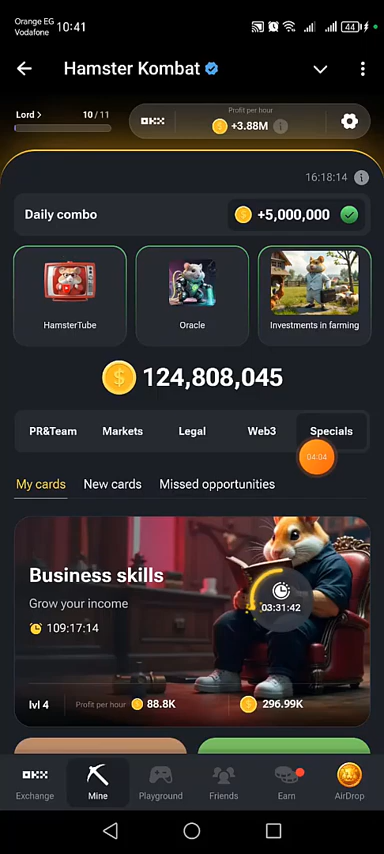 Orange EG
Vodafone 10:41
44
Hamster Kombat
Lord > 10 / 11
OKX
Profit per hour
+3.88M
16:18:14
Daily combo +5,000,000
HamsterTube Oracle Investments in farming
124,808,045
PR&Team Markets Legal Web3 Specials
04:04
My cards New cards Missed opportunities
Business skills
Grow your income
109:17:14
03:31:42
lvl 4 Profit per hour 88.8K 296.99K
OKX
Exchange Mine Playground Friends Earn AirDrop